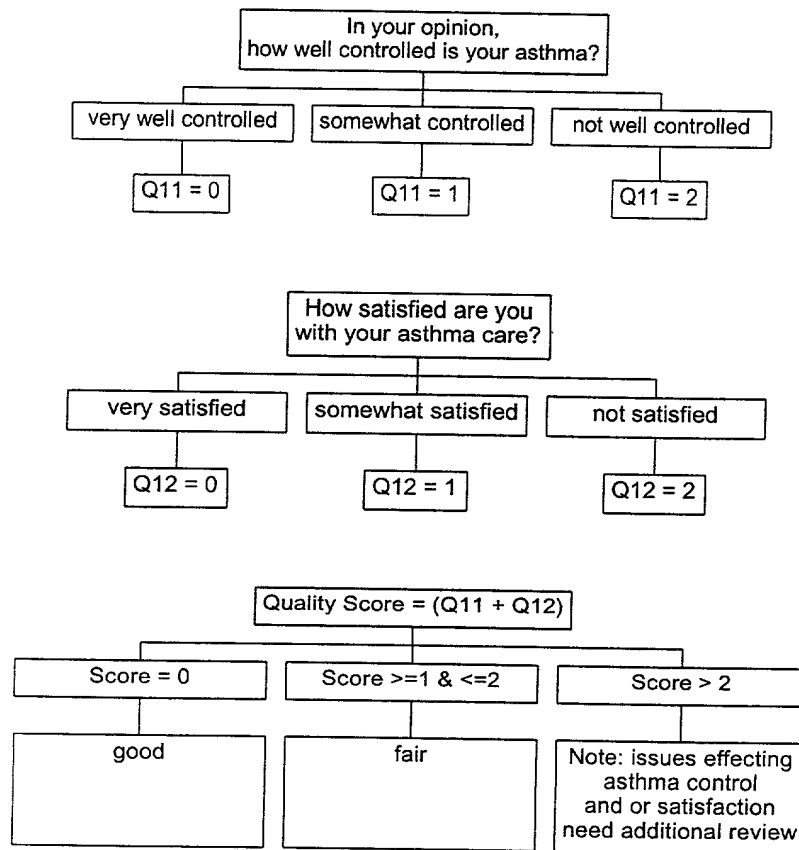 In your opinion,
how well controlled is your asthma?
very well controlled
somewhat controlled
not well controlled
Q11 = 0
Q11 = 1
Q11 = 2
How satisfied are you
with your asthma care?
very satisfied
somewhat satisfied
not satisfied
Q12 = 0
Q12 = 1
Q12 = 2
Quality Score = (Q11 + Q12)
Score = 0
Score >=1 & <=2
Score > 2
good
fair
Note: issues effecting
asthma control
and or satisfaction
need additional review